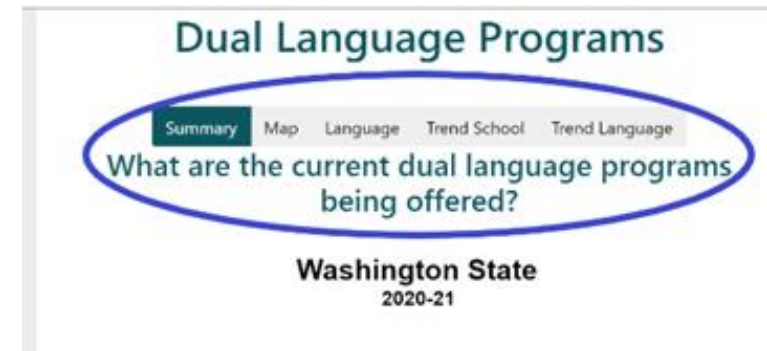 Dual Language Programs
Summary Map Language Trend School Trend Language
What are the current dual language programs
being offered?
Washington State
2020-21